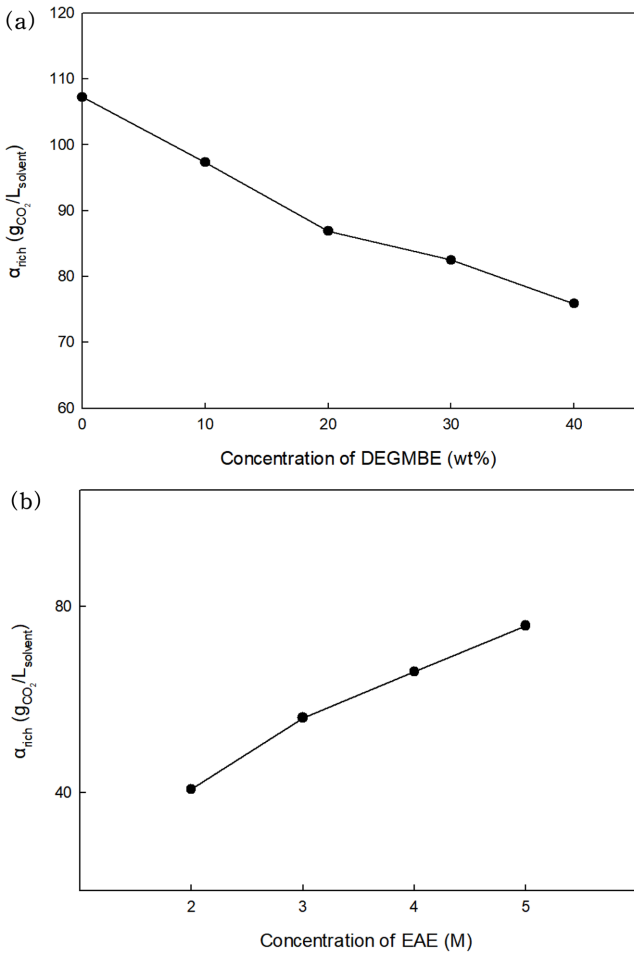 (a)
120
110
100
90
80
70
60
α_rich (g_CO₂/L_solvent)
0 10 20 30 40
Concentration of DEGMBE (wt%)
(b)
80
40
α_rich (g_CO₂/L_solvent)
2 3 4 5
Concentration of EAE (M)